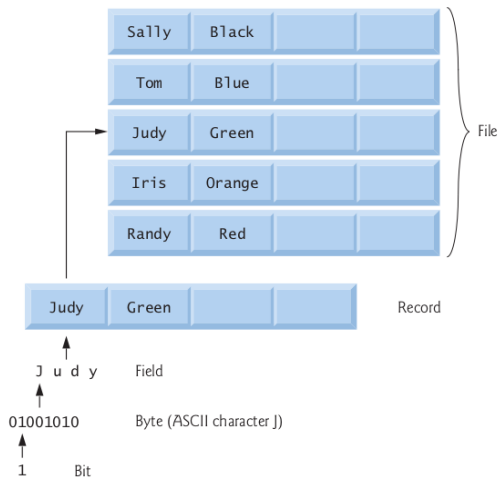 Sally Black
Tom Blue
Judy Green
File
Iris Orange
Randy Red
Judy Green
Record
J u d y
Field
01001010
Byte (ASCII character J)
1
Bit